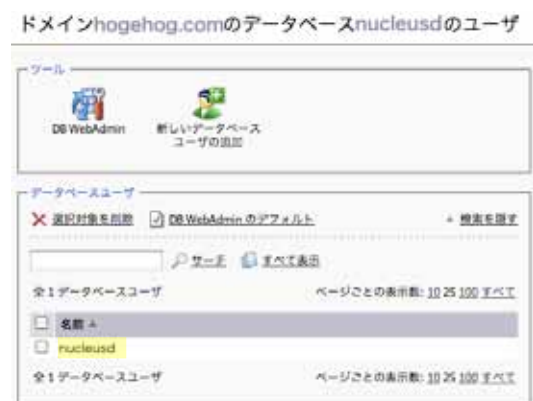 ドメインhogehog.comのデータベースnucleusdのユーザ
ツール
DB WebAdmin
新しいデータベース
ユーザの追加
データベースユーザ
選択対象を削除 DB WebAdmin のデフォルト 検索を隠す
サーチ すべて表示
全1データベースユーザ ページごとの表示数: 10 25 100 すべて
名前
nucleusd
全1データベースユーザ ページごとの表示数: 10 25 100 すべて